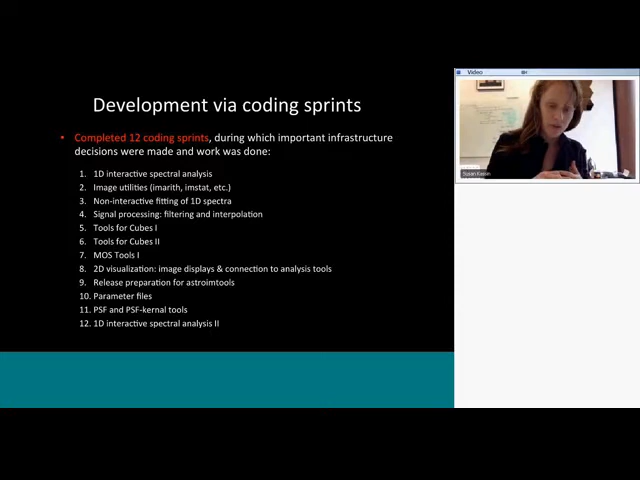 Development via coding sprints
• Completed 12 coding sprints, during which important infrastructure
decisions were made and work was done:
1. 1D interactive spectral analysis
2. Image utilities (imarith, imstat, etc.)
3. Non-interactive fitting of 1D spectra
4. Signal processing: filtering and interpolation
5. Tools for Cubes I
6. Tools for Cubes II
7. MOS Tools I
8. 2D visualization: image displays & connection to analysis tools
9. Release preparation for astroimtools
10. Parameter files
11. PSF and PSF-kernal tools
12. 1D interactive spectral analysis II
Video
Susan Kassin